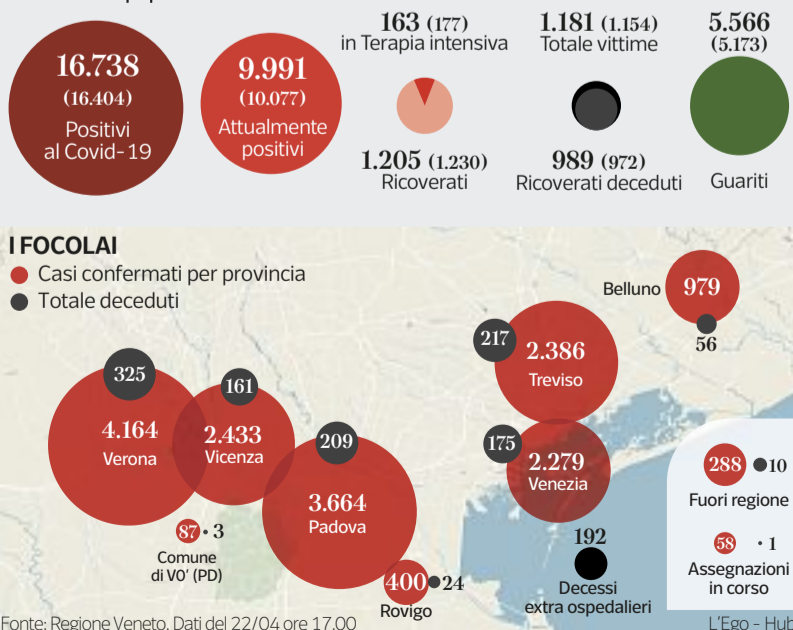 16.738
(16.404)
Positivi
al Covid-19
9.991
(10.077)
Attualmente
positivi
163 (177)
in Terapia intensiva
1.205 (1.230)
Ricoverati
1.181 (1.154)
Totale vittime
989 (972)
Ricoverati deceduti
5.566
(5.173)
Guariti
I FOCOLAI
Casi confermati per provincia
Totale deceduti
Belluno 979
56
217
2.386
Treviso
325
4.164
Verona
161
2.433
Vicenza
209
3.664
Padova
175
2.279
Venezia
87 3
Comune
di VO' (PD)
400 24
Rovigo
192
Decessi
extra ospedalieri
288 10
Fuori regione
58 1
Assegnazioni
in corso
Fonte: Regione Veneto. Dati del 22/04 ore 17.00
L'Ego - Hub